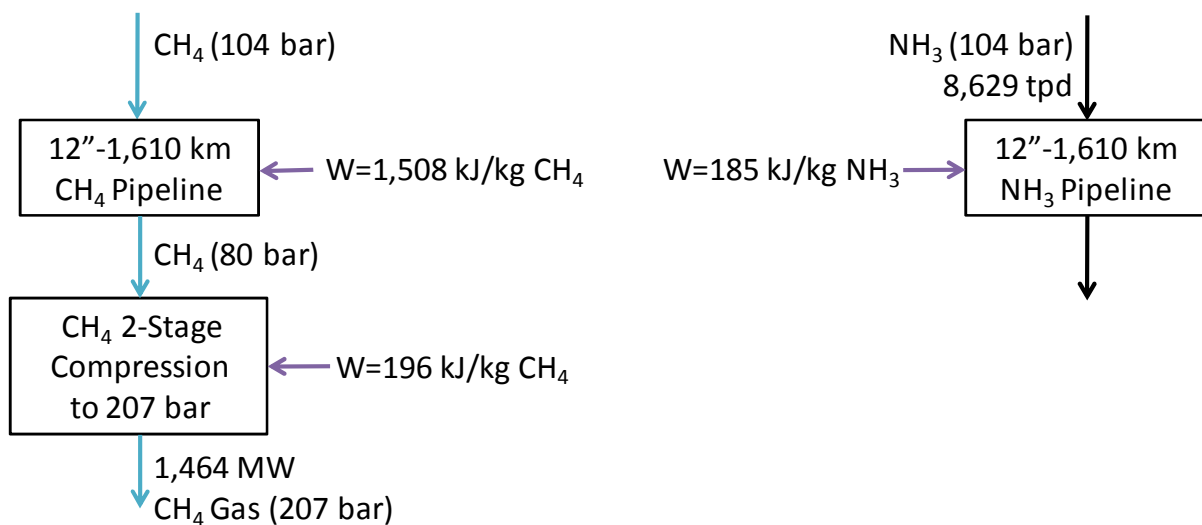 CH₄ (104 bar)
12”-1,610 km
CH₄ Pipeline
W=1,508 kJ/kg CH₄
CH₄ (80 bar)
CH₄ 2-Stage
Compression
to 207 bar
W=196 kJ/kg CH₄
1,464 MW
CH₄ Gas (207 bar)
NH₃ (104 bar)
8,629 tpd
W=185 kJ/kg NH₃
12”-1,610 km
NH₃ Pipeline